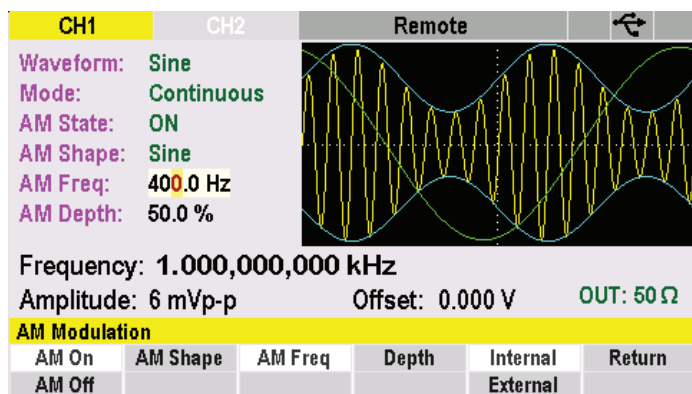 CH1 CH2 Remote
Waveform: Sine
Mode: Continuous
AM State: ON
AM Shape: Sine
AM Freq: 400.0 Hz
AM Depth: 50.0 %
Frequency: 1.000,000,000 kHz
Amplitude: 6 mVp-p Offset: 0.000 V OUT: 50 Ω
AM Modulation
AM On AM Shape AM Freq Depth Internal Return
AM Off External